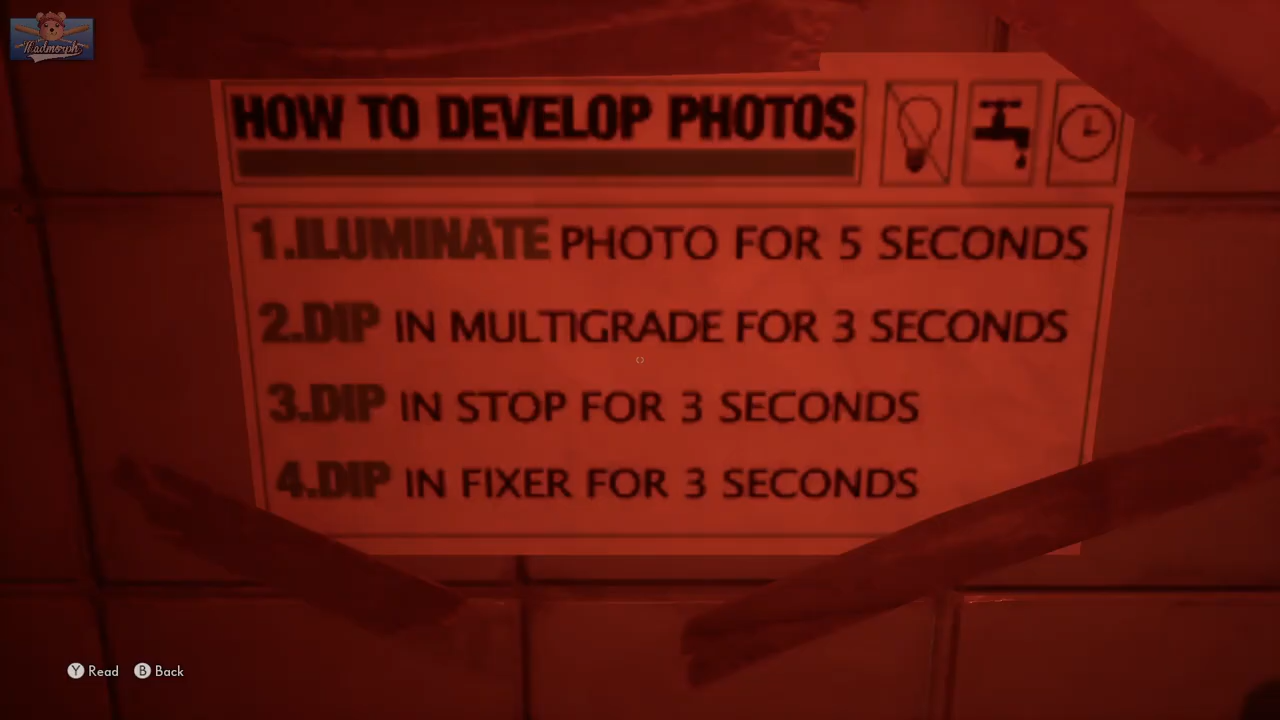 Madmorph
HOW TO DEVELOP PHOTOS
1.ILUMINATE PHOTO FOR 5 SECONDS
2.DIP IN MULTIGRADE FOR 3 SECONDS
3.DIP IN STOP FOR 3 SECONDS
4.DIP IN FIXER FOR 3 SECONDS
Y Read B Back